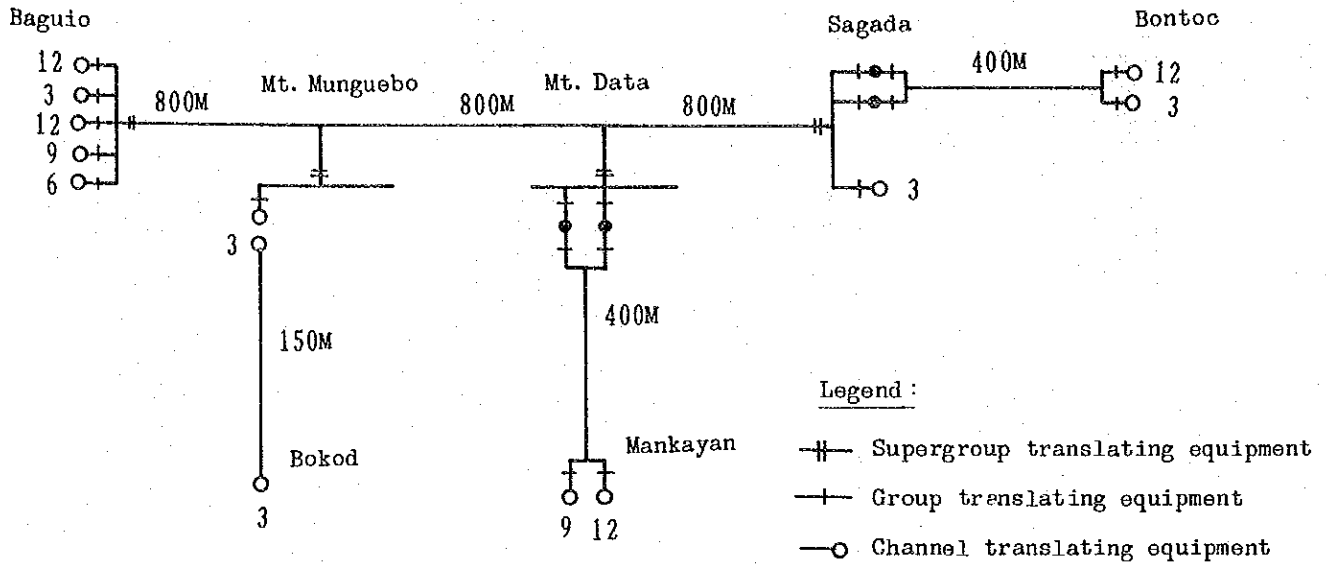 Baguio
Sagada
Bontoc
12
3
12
9
6
800M
Mt. Munguebo
800M
Mt. Data
800M
400M
12
3
3
3
150M
400M
Bokod
3
Mankayan
9 12
Legend :
Supergroup translating equipment
Group translating equipment
Channel translating equipment